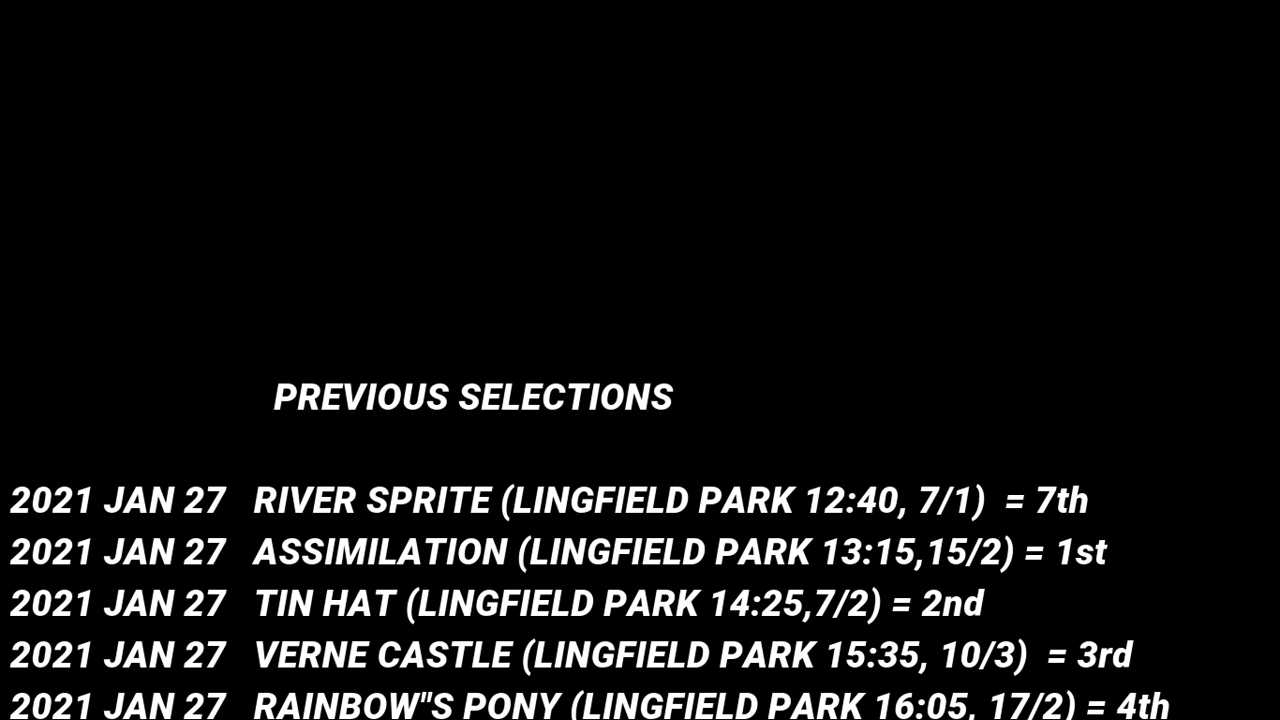 PREVIOUS SELECTIONS
2021 JAN 27 RIVER SPRITE (LINGFIELD PARK 12:40, 7/1) = 7th
2021 JAN 27 ASSIMILATION (LINGFIELD PARK 13:15,15/2) = 1st
2021 JAN 27 TIN HAT (LINGFIELD PARK 14:25,7/2) = 2nd
2021 JAN 27 VERNE CASTLE (LINGFIELD PARK 15:35, 10/3) = 3rd
2021 JAN 27 RAINBOW"S PONY (LINGFIELD PARK 16:05, 17/2) = 4th